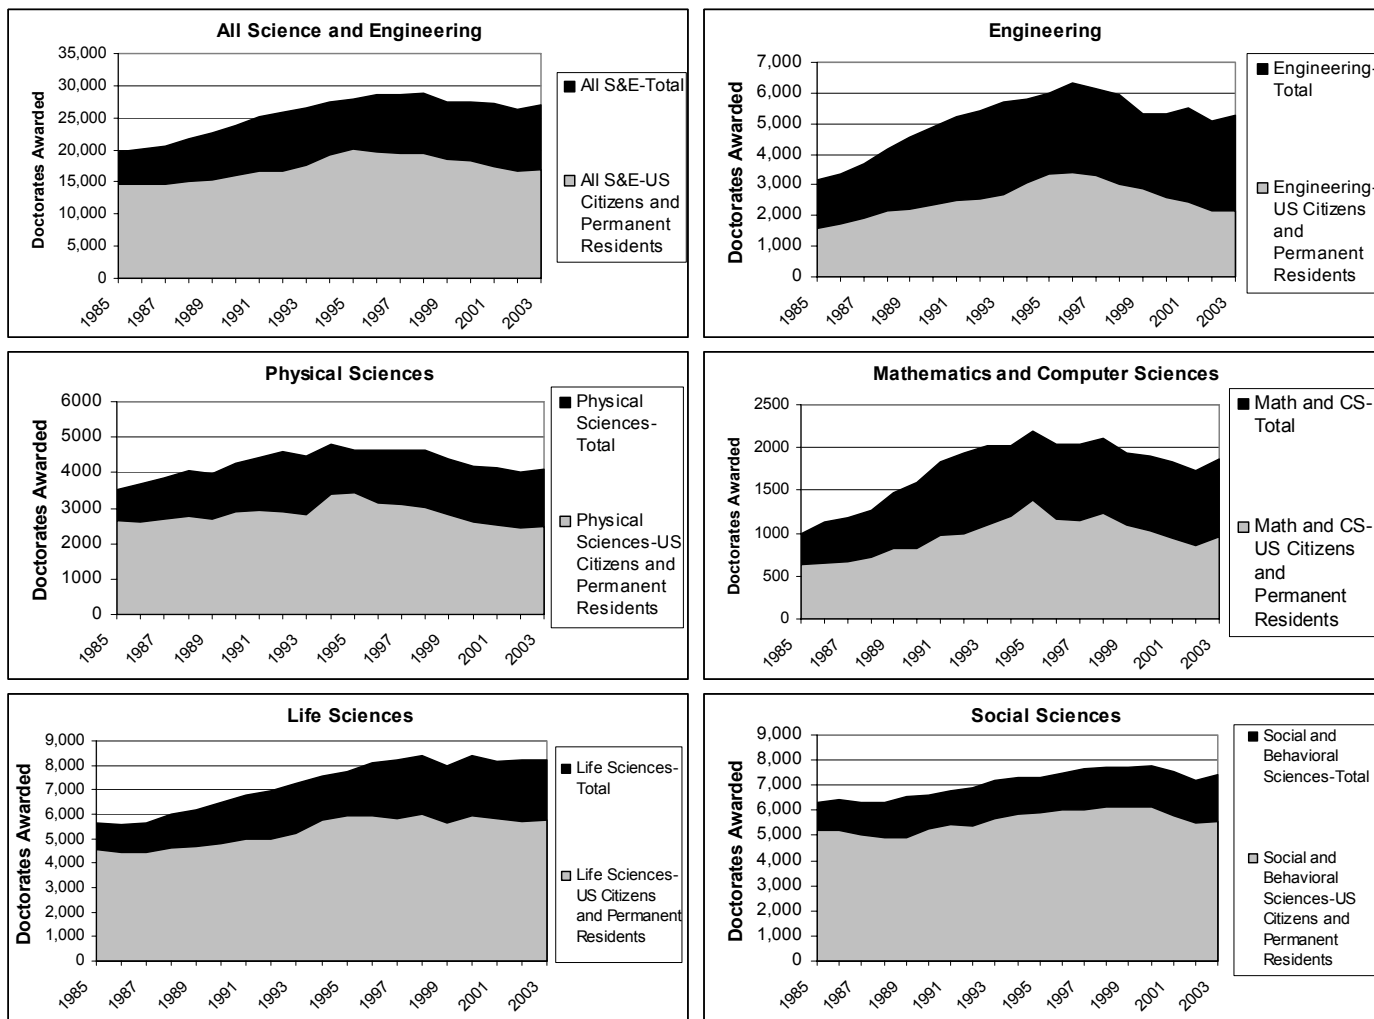 All Science and Engineering
35,000
30,000
25,000
20,000
15,000
10,000
5,000
0
Doctorates Awarded
1985
1987
1989
1991
1993
1995
1997
1999
2001
2003
All S&E-Total
All S&E-US
Citizens and
Permanent
Residents
Engineering
7,000
6,000
5,000
4,000
3,000
2,000
1,000
0
Doctorates Awarded
1985
1987
1989
1991
1993
1995
1997
1999
2001
2003
Engineering-
Total
Engineering-
US Citizens
and
Permanent
Residents
Physical Sciences
6000
5000
4000
3000
2000
1000
0
Doctorates Awarded
1985
1987
1989
1991
1993
1995
1997
1999
2001
2003
Physical
Sciences-
Total
Physical
Sciences-US
Citizens and
Permanent
Residents
Mathematics and Computer Sciences
2500
2000
1500
1000
500
0
Doctorates Awarded
1985
1987
1989
1991
1993
1995
1997
1999
2001
2003
Math and CS-
Total
Math and CS-
US Citizens
and
Permanent
Residents
Life Sciences
9,000
8,000
7,000
6,000
5,000
4,000
3,000
2,000
1,000
0
Doctorates Awarded
1985
1987
1989
1991
1993
1995
1997
1999
2001
2003
Life Sciences-
Total
Life Sciences-
US Citizens
and Permanent
Residents
Social Sciences
9,000
8,000
7,000
6,000
5,000
4,000
3,000
2,000
1,000
0
Doctorates Awarded
1985
1987
1989
1991
1993
1995
1997
1999
2001
2003
Social and
Behavioral
Sciences-Total
Social and
Behavioral
Sciences-US
Citizens and
Permanent
Residents